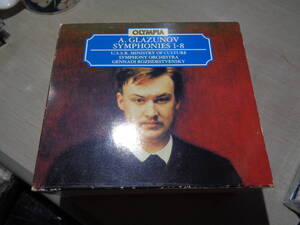 OLYMPIA
A. GLAZUNOV
SYMPHONIES 1-8
U.S.S.R. MINISTRY OF CULTURE
SYMPHONY ORCHESTRA
GENNADI ROZHDESTVENSKY